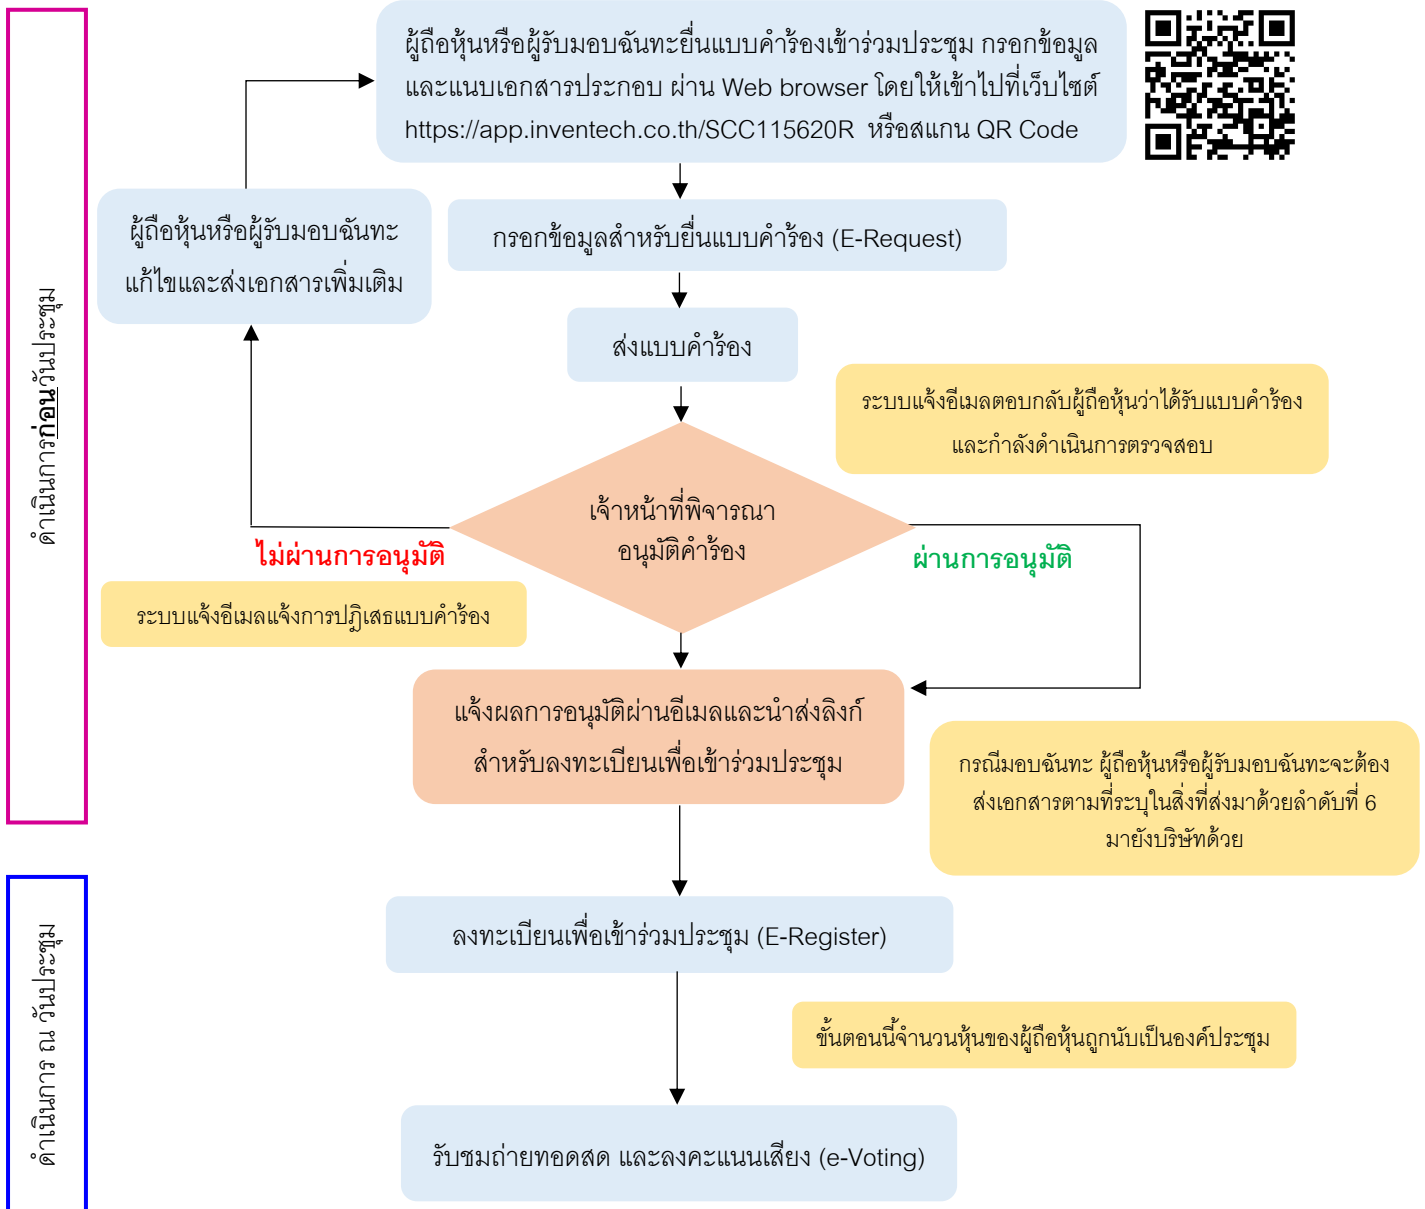 ดำเนินการก่อนวันประชุม
ผู้ถือหุ้นหรือผู้รับมอบฉันทะยื่นแบบคำร้องเข้าร่วมประชุม กรอกข้อมูล
และแนบเอกสารประกอบ ผ่าน Web browser โดยให้เข้าไปที่เว็บไซต์
https://app.inventech.co.th/SCC115620R หรือสแกน QR Code
ผู้ถือหุ้นหรือผู้รับมอบฉันทะ
แก้ไขและส่งเอกสารเพิ่มเติม
กรอกข้อมูลสำหรับยื่นแบบคำร้อง (E-Request)
ส่งแบบคำร้อง
ระบบแจ้งอีเมลตอบกลับผู้ถือหุ้นว่าได้รับแบบคำร้อง
และกำลังดำเนินการตรวจสอบ
เจ้าหน้าที่พิจารณา
อนุมัติคำร้อง
ไม่ผ่านการอนุมัติ
ผ่านการอนุมัติ
ระบบแจ้งอีเมลแจ้งการปฏิเสธแบบคำร้อง
แจ้งผลการอนุมัติผ่านอีเมลและนำส่งลิงก์
สำหรับลงทะเบียนเพื่อเข้าร่วมประชุม
กรณีมอบฉันทะ ผู้ถือหุ้นหรือผู้รับมอบฉันทะจะต้อง
ส่งเอกสารตามที่ระบุในสิ่งที่ส่งมาด้วยลำดับที่ 6
มายังบริษัทด้วย
ดำเนินการ ณ วันประชุม
ลงทะเบียนเพื่อเข้าร่วมประชุม (E-Register)
ขั้นตอนนี้จำนวนหุ้นของผู้ถือหุ้นถูกนับเป็นองค์ประชุม
รับชมถ่ายทอดสด และลงคะแนนเสียง (e-Voting)